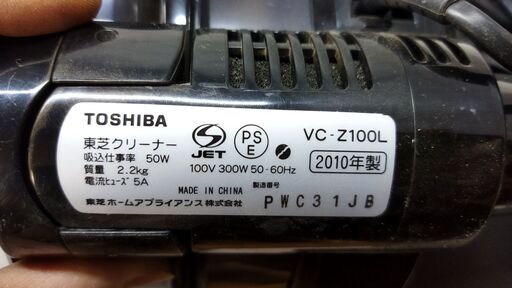 TOSHIBA
VC-Z100L
東芝クリーナー
S JET
PS E
吸込仕事率 50W
100V 300W 50-60Hz
2010年製
質量 2.2kg
電流ヒューズ 5A
MADE IN CHINA
製造番号
PWC31JB
東芝ホームアプライアンス株式会社